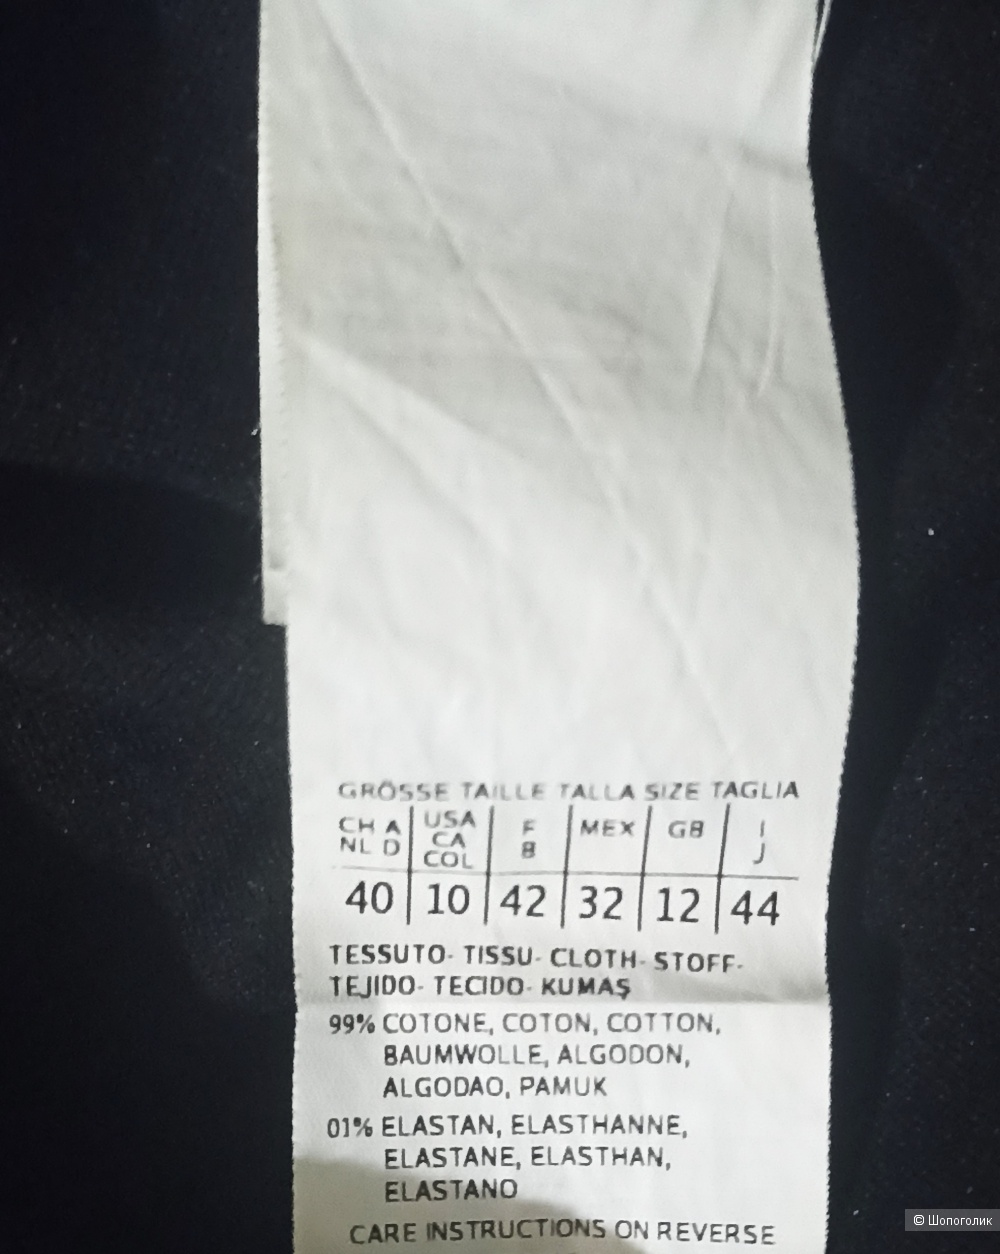 GRÖSSE TAILLE TALLA SIZE TAGLIA
CH A USA F MEX GB I
NL D CA B J
COL
40 10 42 32 12 44
TESSUTO- TISSU- CLOTH- STOFF-
TEJIDO- TECIDO- KUMAŞ
99% COTONE, COTON, COTTON,
BAUMWOLLE, ALGODON,
ALGODAO, PAMUK
01% ELASTAN, ELASTHANNE,
ELASTANE, ELASTHAN,
ELASTANO
CARE INSTRUCTIONS ON REVERSE
© Шопоголик